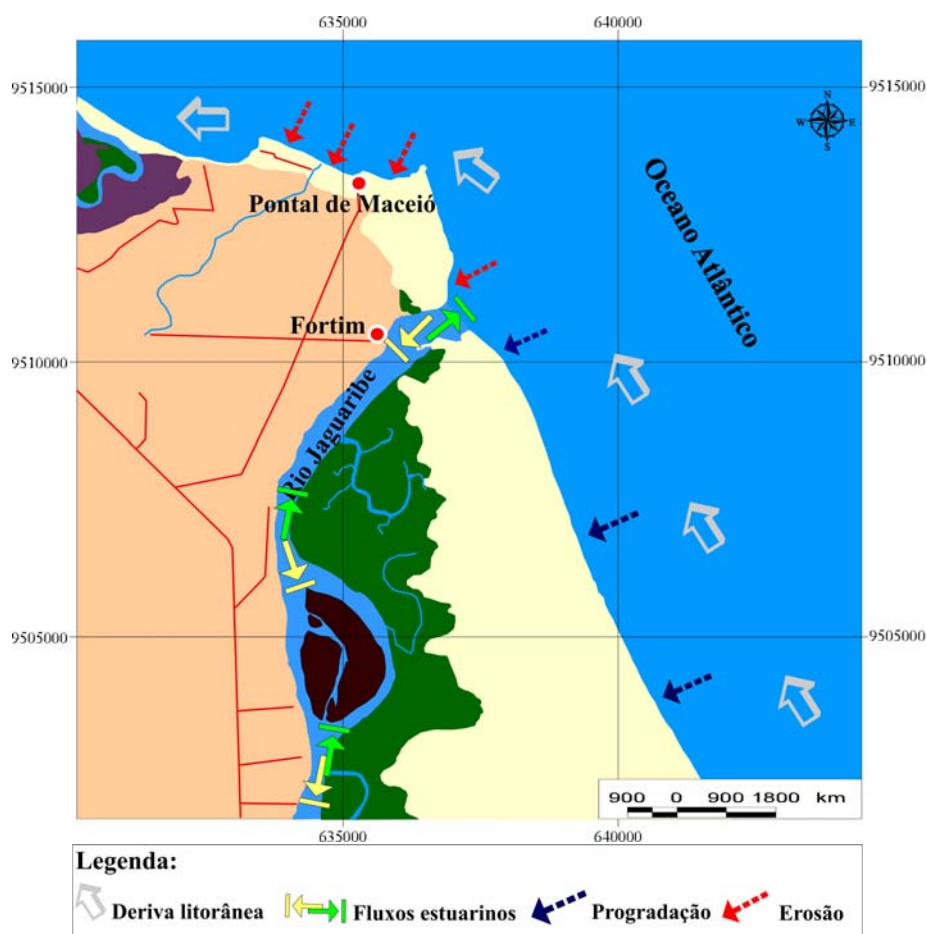 635000 640000
9515000 9515000
N
W E
S
Oceano Atlântico
Pontal de Maceió
Fortim
9510000 9510000
Rio Jaguaribe
9505000 9505000
900 0 900 1800 km
635000 640000
Legenda:
Deriva litorânea Fluxos estuarinos Progradação Erosão